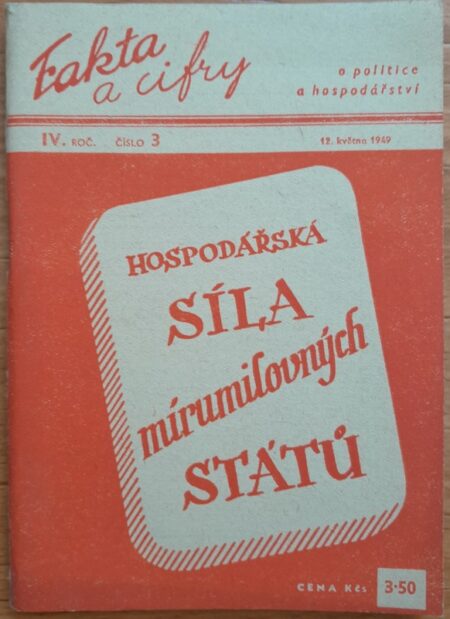 Fakta
a cifry
o politice
a hospodářství
IV. ROČ. ČÍSLO 3
12. května 1949
HOSPODÁŘSKÁ
SÍLA
mírumilovných
STÁTŮ
CENA Kčs 3·50